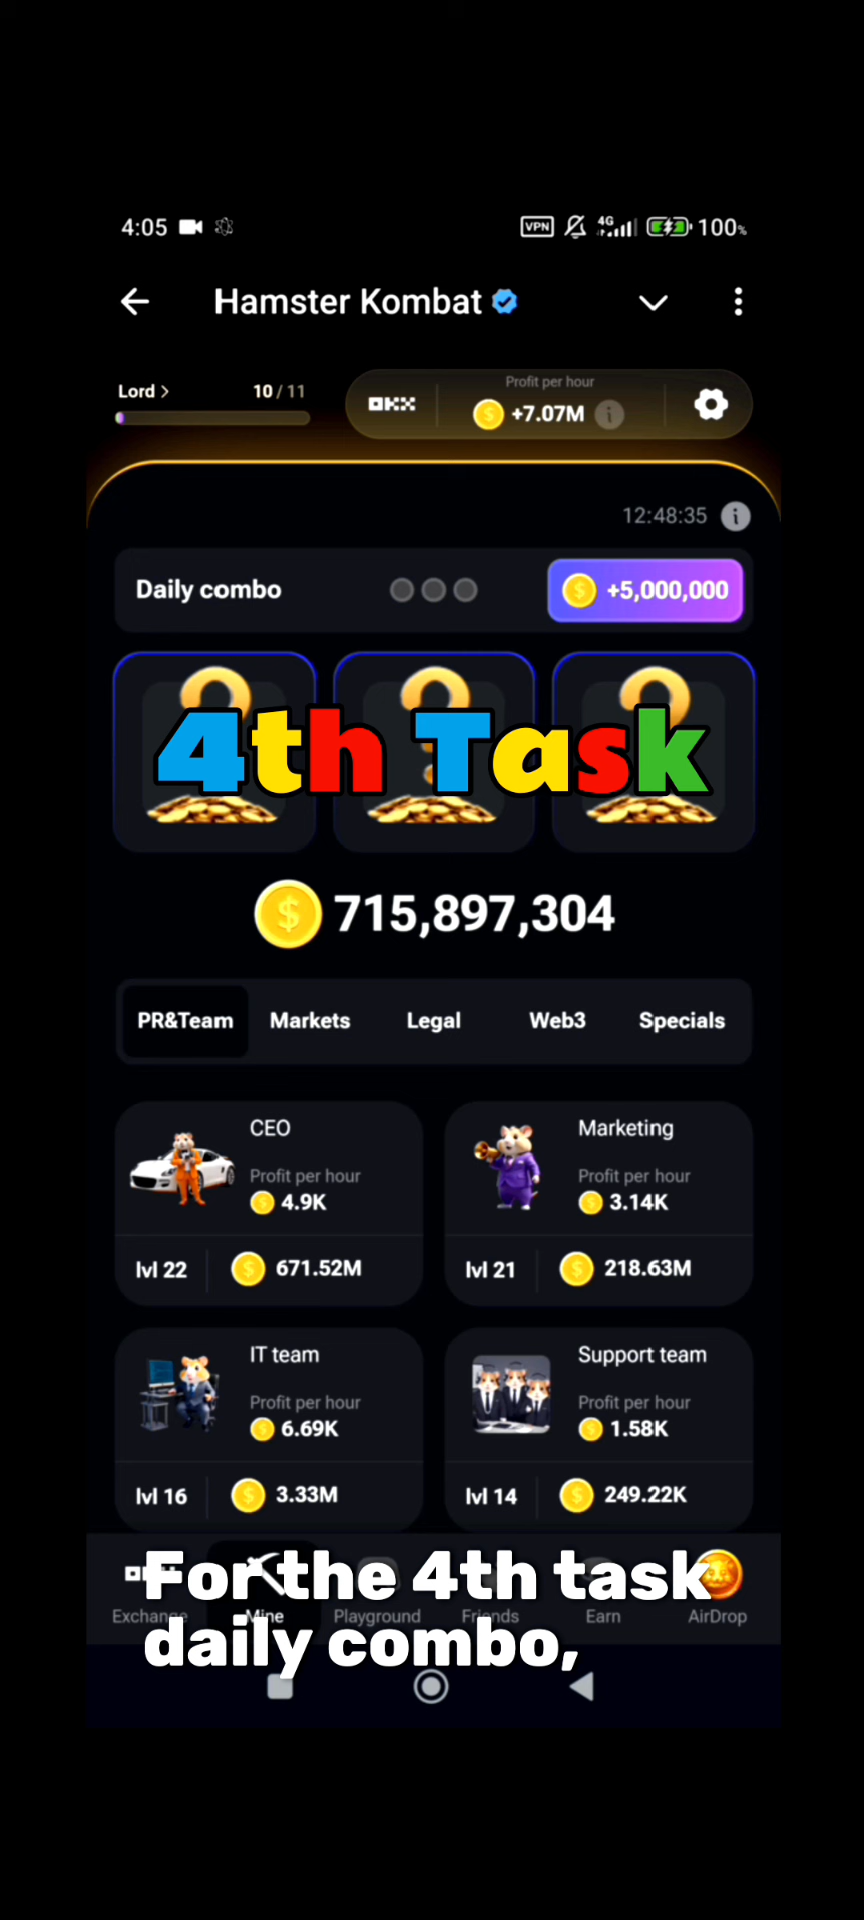 4:05 VPN 4G 100%
Hamster Kombat
Lord > 10 / 11
OKX
Profit per hour
+7.07M
12:48:35
Daily combo +5,000,000
4th Task
715,897,304
PR&Team Markets Legal Web3 Specials
CEO
Profit per hour
4.9K
lvl 22 671.52M
Marketing
Profit per hour
3.14K
lvl 21 218.63M
IT team
Profit per hour
6.69K
lvl 16 3.33M
Support team
Profit per hour
1.58K
lvl 14 249.22K
For the 4th task
daily combo,
Exchange Mine Playground Friends Earn AirDrop